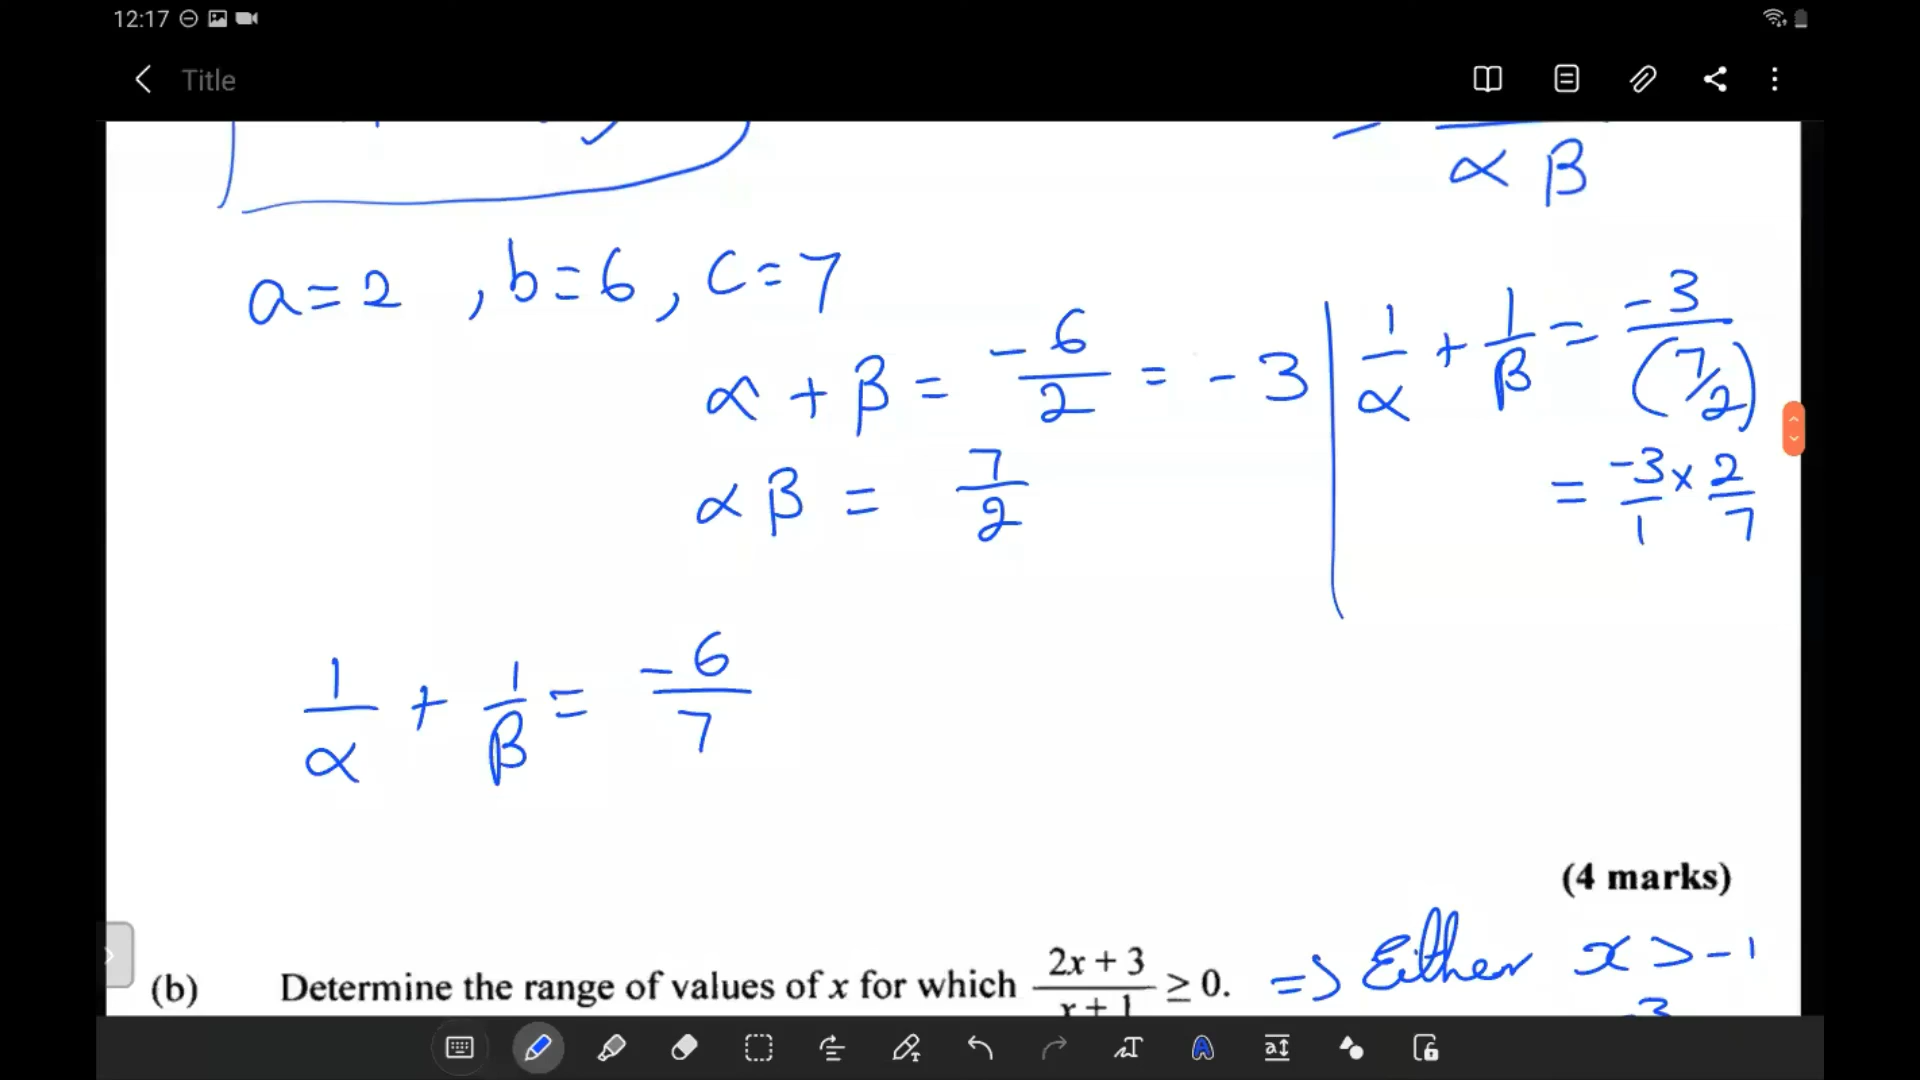 12:17
Title
α β
a = 2 , b = 6 , c = 7
α + β = -6/2 = -3
α β = 7/2
1/α + 1/β = -3/(7/2)
= -3/1 × 2/7
1/α + 1/β = -6/7
(4 marks)
(b) Determine the range of values of x for which (2x + 3)/(x + 1) ≥ 0. => Either x > -1
-3